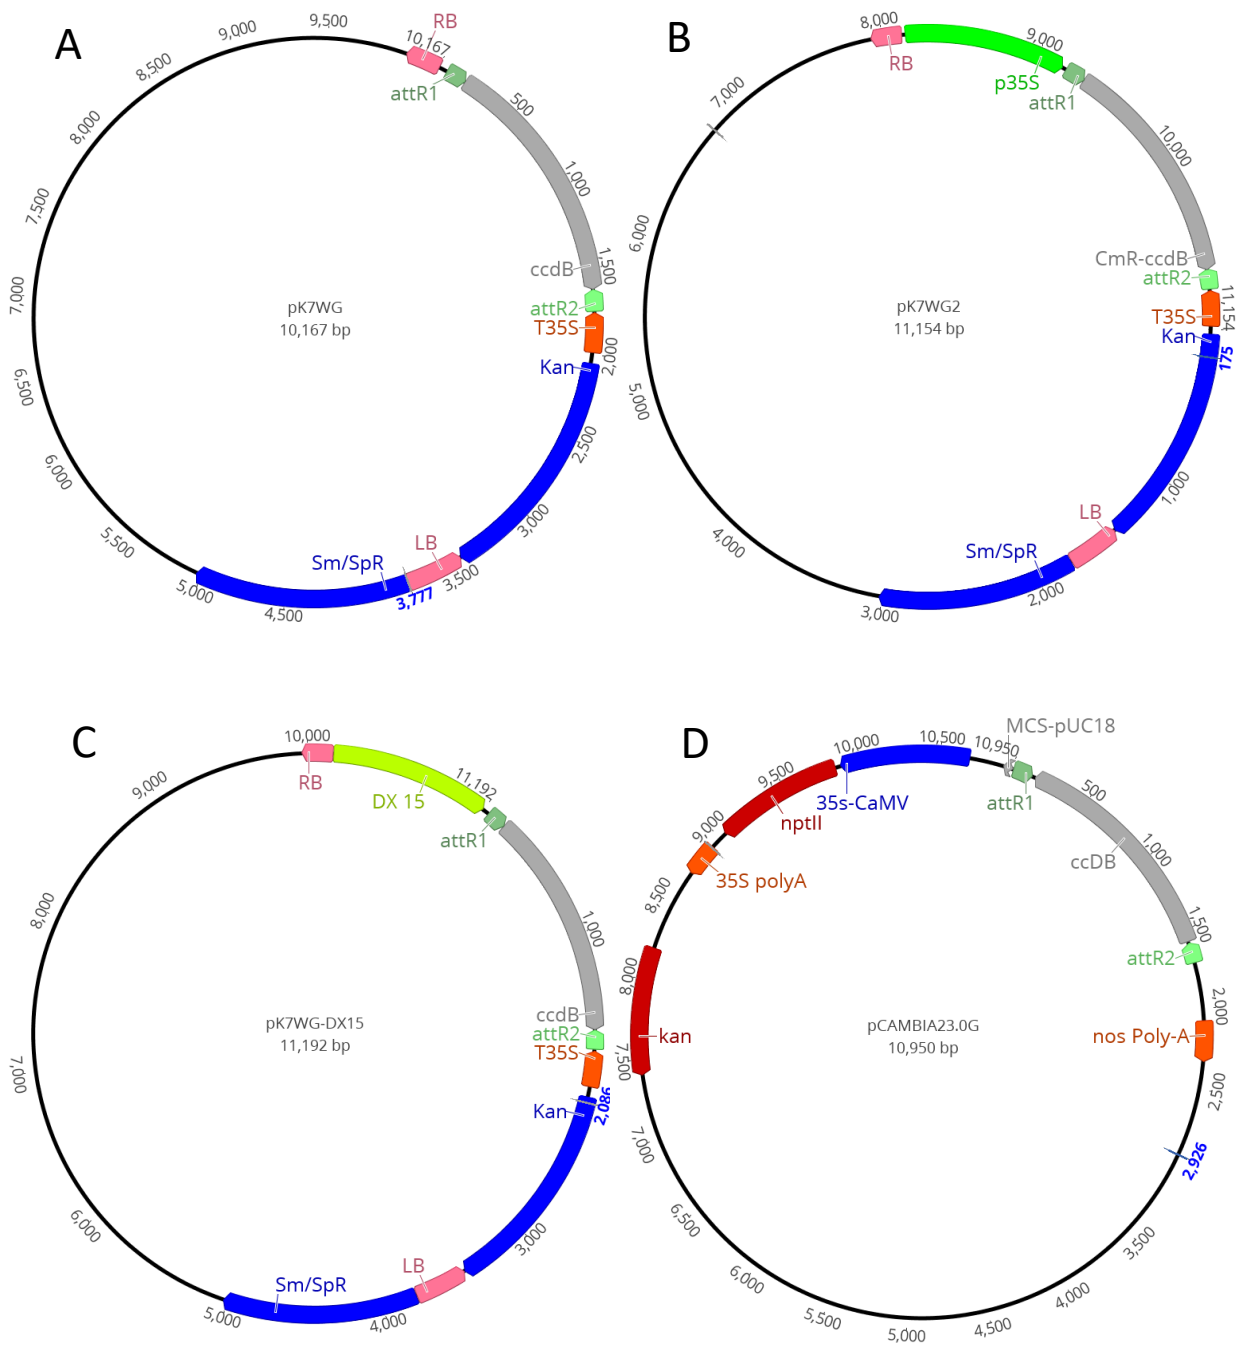 A
RB
10,167
9,500
9,000
8,500
8,000
7,500
7,000
6,500
6,000
5,500
5,000
4,500
3,777
3,500
3,000
2,500
2,000
1,500
1,000
500
attR1
ccdB
attR2
T35S
Kan
LB
Sm/SpR
pK7WG
10,167 bp
B
8,000
RB
p35S
9,000
attR1
10,000
CmR-ccdB
attR2
11,154
T35S
Kan
175
1,000
LB
Sm/SpR
2,000
3,000
4,000
5,000
6,000
7,000
pK7WG2
11,154 bp
C
10,000
RB
DX 15
11,192
attR1
1,000
ccdB
attR2
T35S
Kan
2,086
3,000
LB
Sm/SpR
4,000
5,000
6,000
7,000
8,000
9,000
pK7WG-DX15
11,192 bp
D
MCS-pUC18
10,950
10,500
10,000
9,500
9,000
8,500
8,000
7,500
7,000
6,500
6,000
5,500
5,000
4,500
4,000
3,500
2,926
2,500
2,000
1,500
1,000
500
attR1
35s-CaMV
nptII
35S polyA
ccDB
attR2
nos Poly-A
kan
pCAMBIA23.0G
10,950 bp